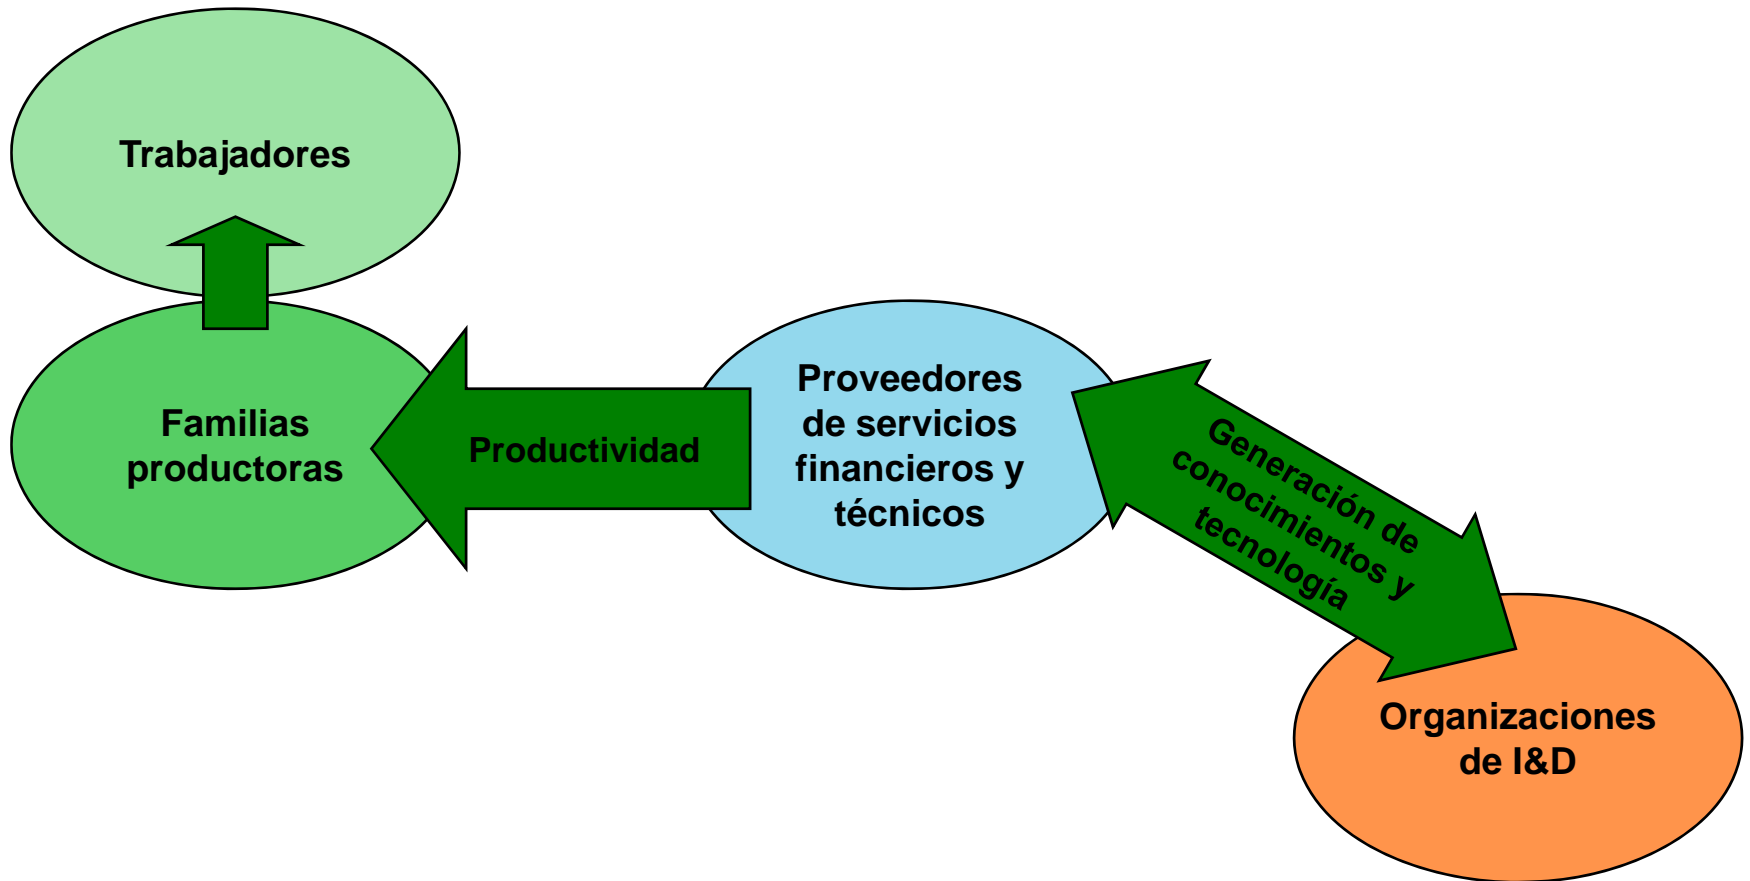 Trabajadores
Familias
productoras
Productividad
Proveedores
de servicios
financieros y
técnicos
Generación de
conocimientos y
tecnología
Organizaciones
de I&D